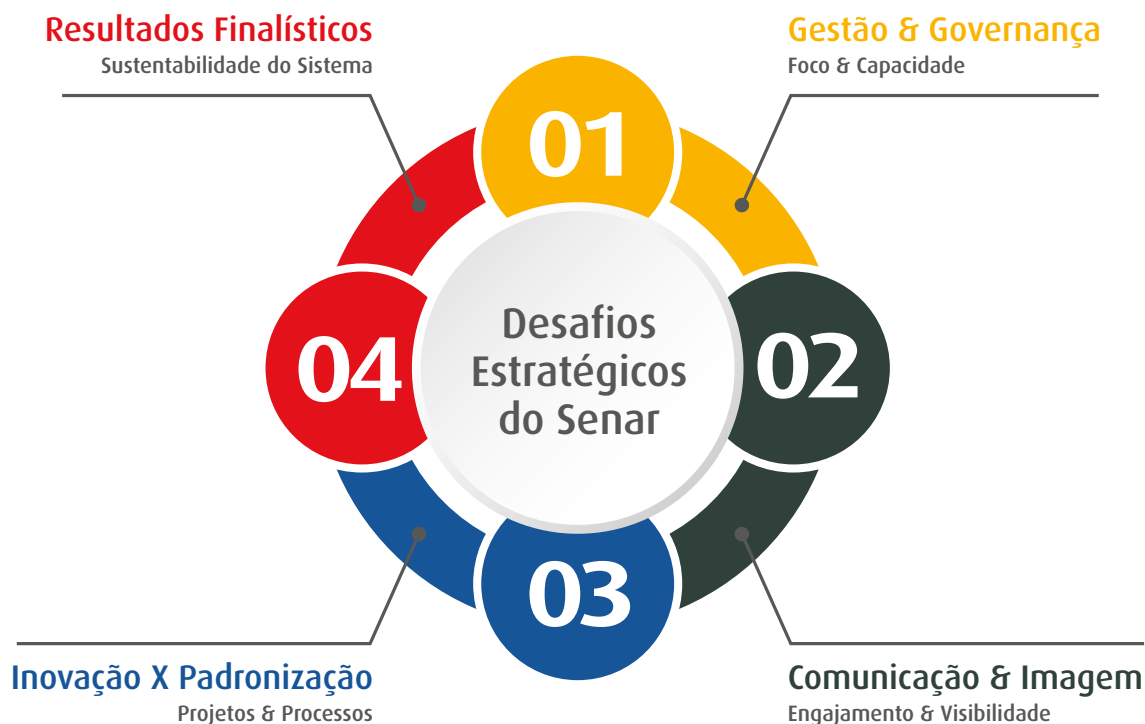 Resultados Finalísticos
Sustentabilidade do Sistema
Gestão & Governança
Foco & Capacidade
01
02
03
04
Desafios
Estratégicos
do Senar
Inovação X Padronização
Projetos & Processos
Comunicação & Imagem
Engajamento & Visibilidade